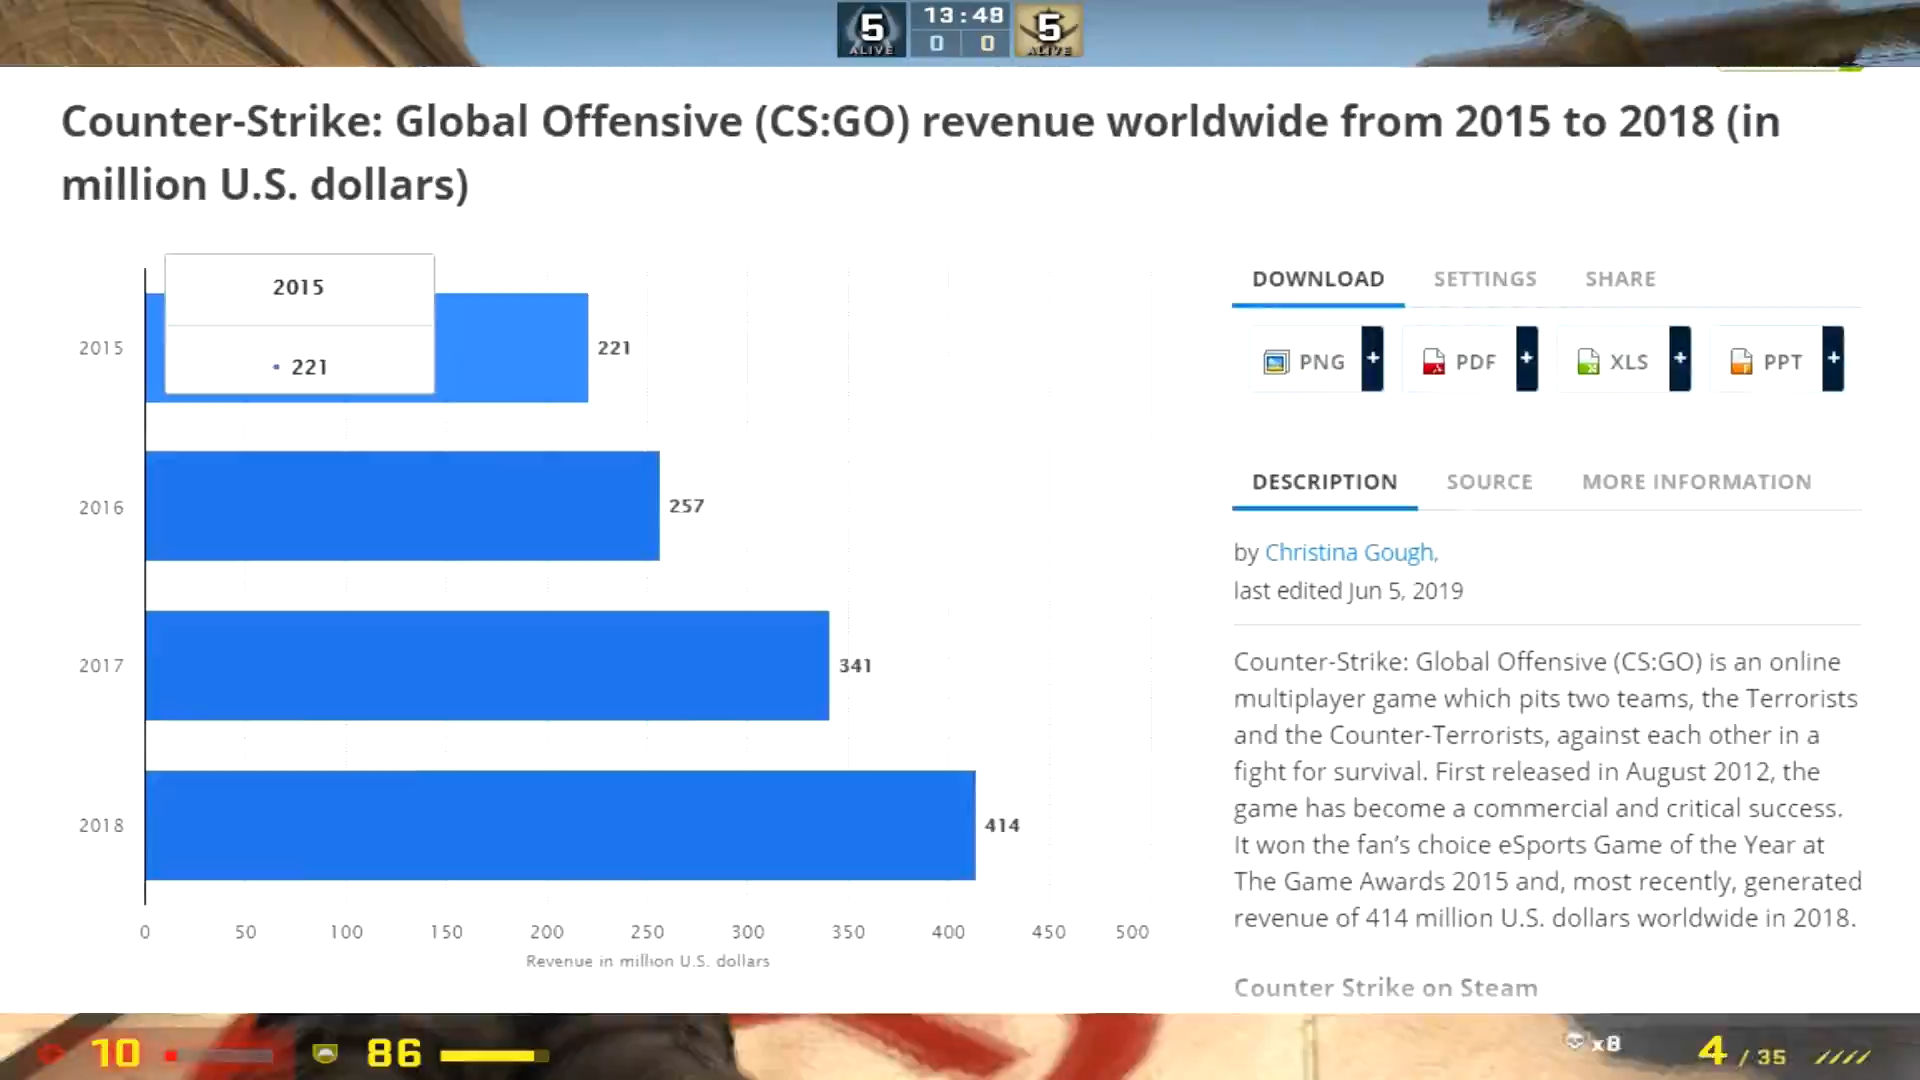 5
ALIVE
13:48
0 0
5
ALIVE
Counter-Strike: Global Offensive (CS:GO) revenue worldwide from 2015 to 2018 (in
million U.S. dollars)
2015
221
2015
221
2016
257
2017
341
2018
414
0 50 100 150 200 250 300 350 400 450 500
Revenue in million U.S. dollars
DOWNLOAD SETTINGS SHARE
PNG + PDF + XLS + PPT +
DESCRIPTION SOURCE MORE INFORMATION
by Christina Gough,
last edited Jun 5, 2019
Counter-Strike: Global Offensive (CS:GO) is an online
multiplayer game which pits two teams, the Terrorists
and the Counter-Terrorists, against each other in a
fight for survival. First released in August 2012, the
game has become a commercial and critical success.
It won the fan's choice eSports Game of the Year at
The Game Awards 2015 and, most recently, generated
revenue of 414 million U.S. dollars worldwide in 2018.
Counter Strike on Steam
10 86
x8
4 / 35